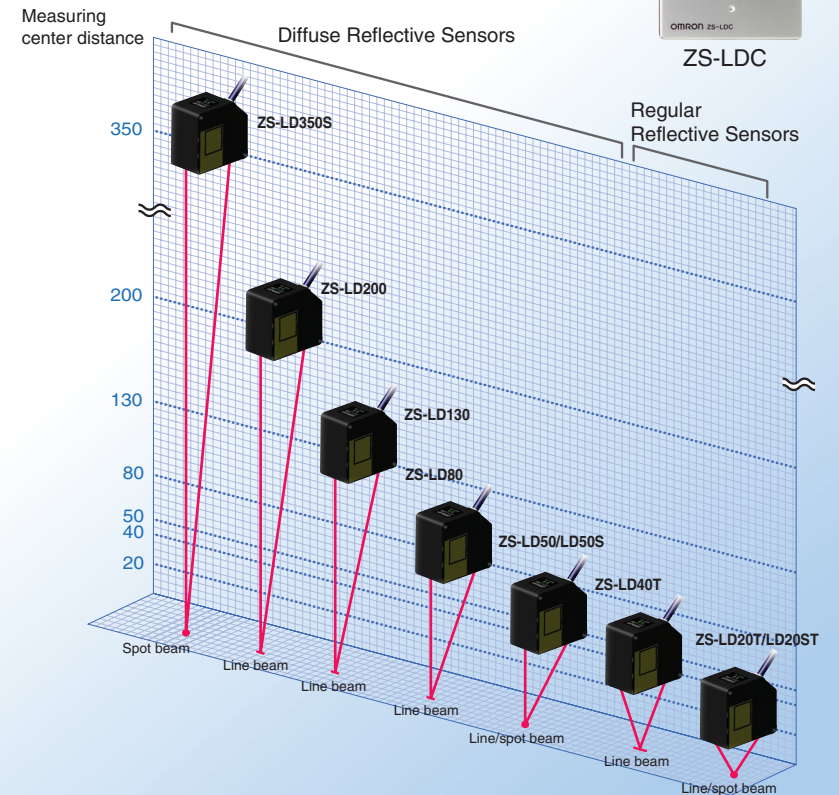 Measuring
center distance
Diffuse Reflective Sensors
OMRON ZS-LDC
ZS-LDC
Regular
Reflective Sensors
350
ZS-LD350S
200
ZS-LD200
130
ZS-LD130
80
ZS-LD80
50
40
20
ZS-LD50/LD50S
ZS-LD40T
ZS-LD20T/LD20ST
Spot beam
Line beam
Line beam
Line beam
Line/spot beam
Line beam
Line/spot beam